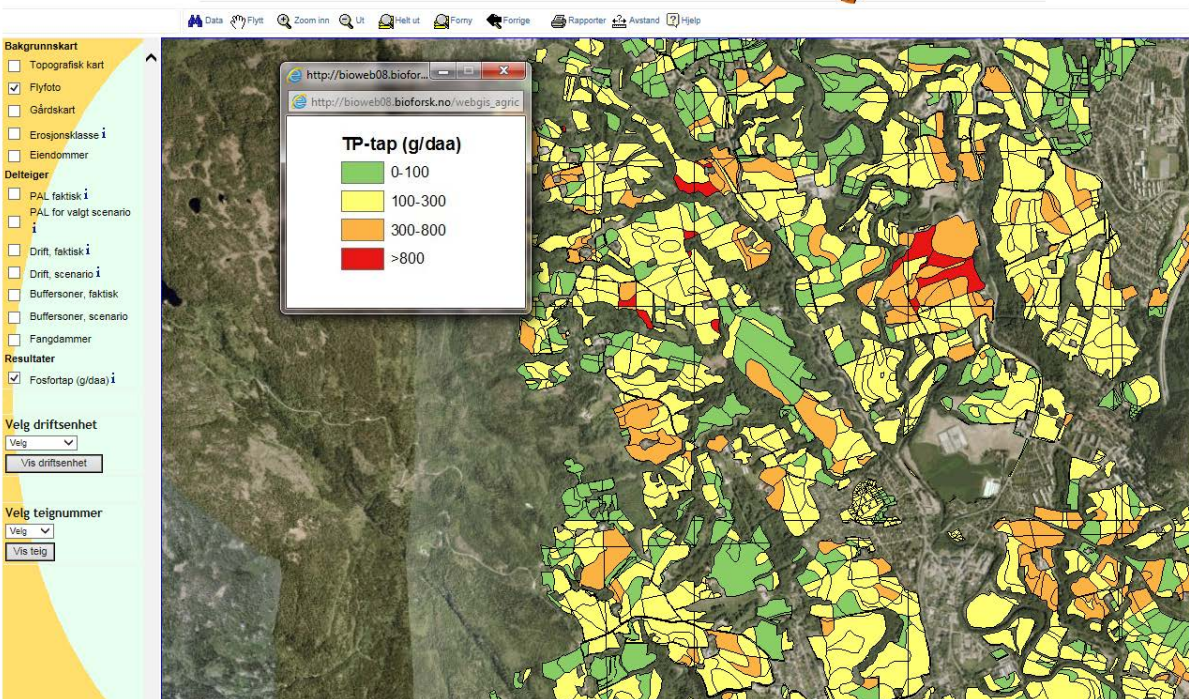 Data Flytt Zoom inn Ut Helt ut Forny Forrige Rapporter Avstand Hjelp
Bakgrunnskart
Topografisk kart
Flyfoto
Gårdskart
Erosjonsklasse i
Eiendommer
Delteiger
PAL faktisk i
PAL for valgt scenario
i
Drift, faktisk i
Drift, scenario i
Buffersoner, faktisk
Buffersoner, scenario
Fangdammer
Resultater
Fosfortap (g/daa) i
Velg driftsenhet
Velg
Vis driftsenhet
Velg teignummer
Velg
Vis teig
http://bioweb08.biofor...
http://bioweb08.bioforsk.no/webgis_agric
TP-tap (g/daa)
0-100
100-300
300-800
>800